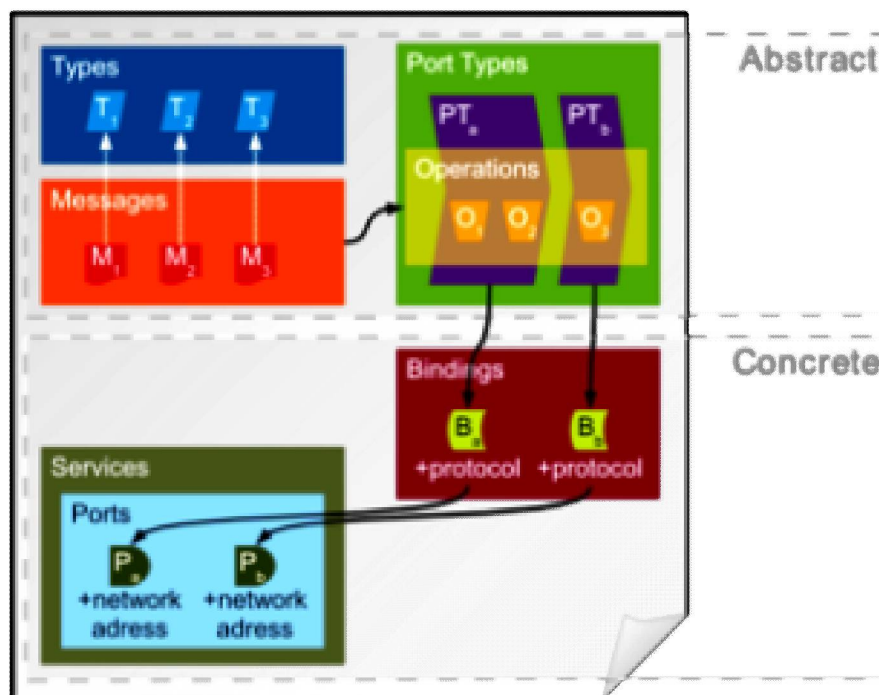 Abstract
Types
T1 T2 T3
Messages
M1 M2 M3
Port Types
PTa PTb
Operations
O1 O2 O3
Concrete
Bindings
Ba Bb
+protocol +protocol
Services
Ports
Pa Pb
+network +network
adress adress